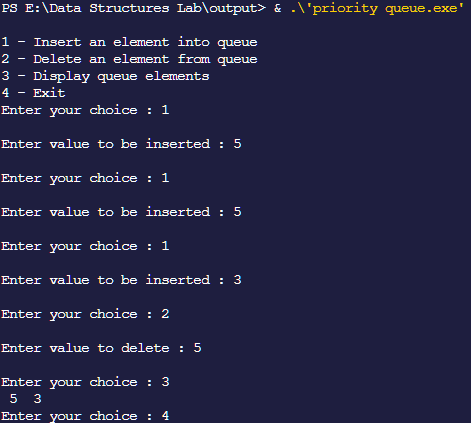 PS E:\Data Structures Lab\output> & .\'priority queue.exe'
1 - Insert an element into queue
2 - Delete an element from queue
3 - Display queue elements
4 - Exit
Enter your choice : 1
Enter value to be inserted : 5
Enter your choice : 1
Enter value to be inserted : 5
Enter your choice : 1
Enter value to be inserted : 3
Enter your choice : 2
Enter value to delete : 5
Enter your choice : 3
5  3
Enter your choice : 4